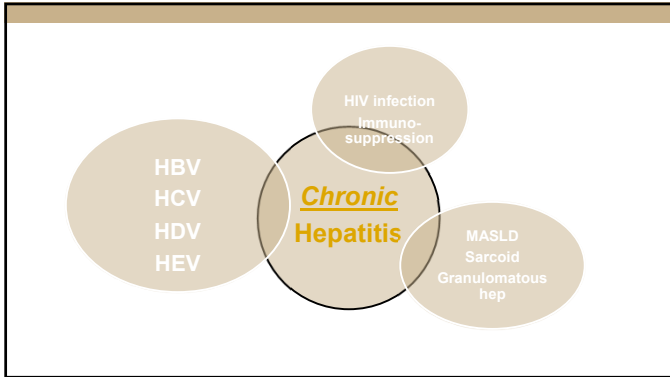 HIV infection
Immuno-
suppression
HBV
HCV
HDV
HEV
Chronic
Hepatitis
MASLD
Sarcoid
Granulomatous
hep